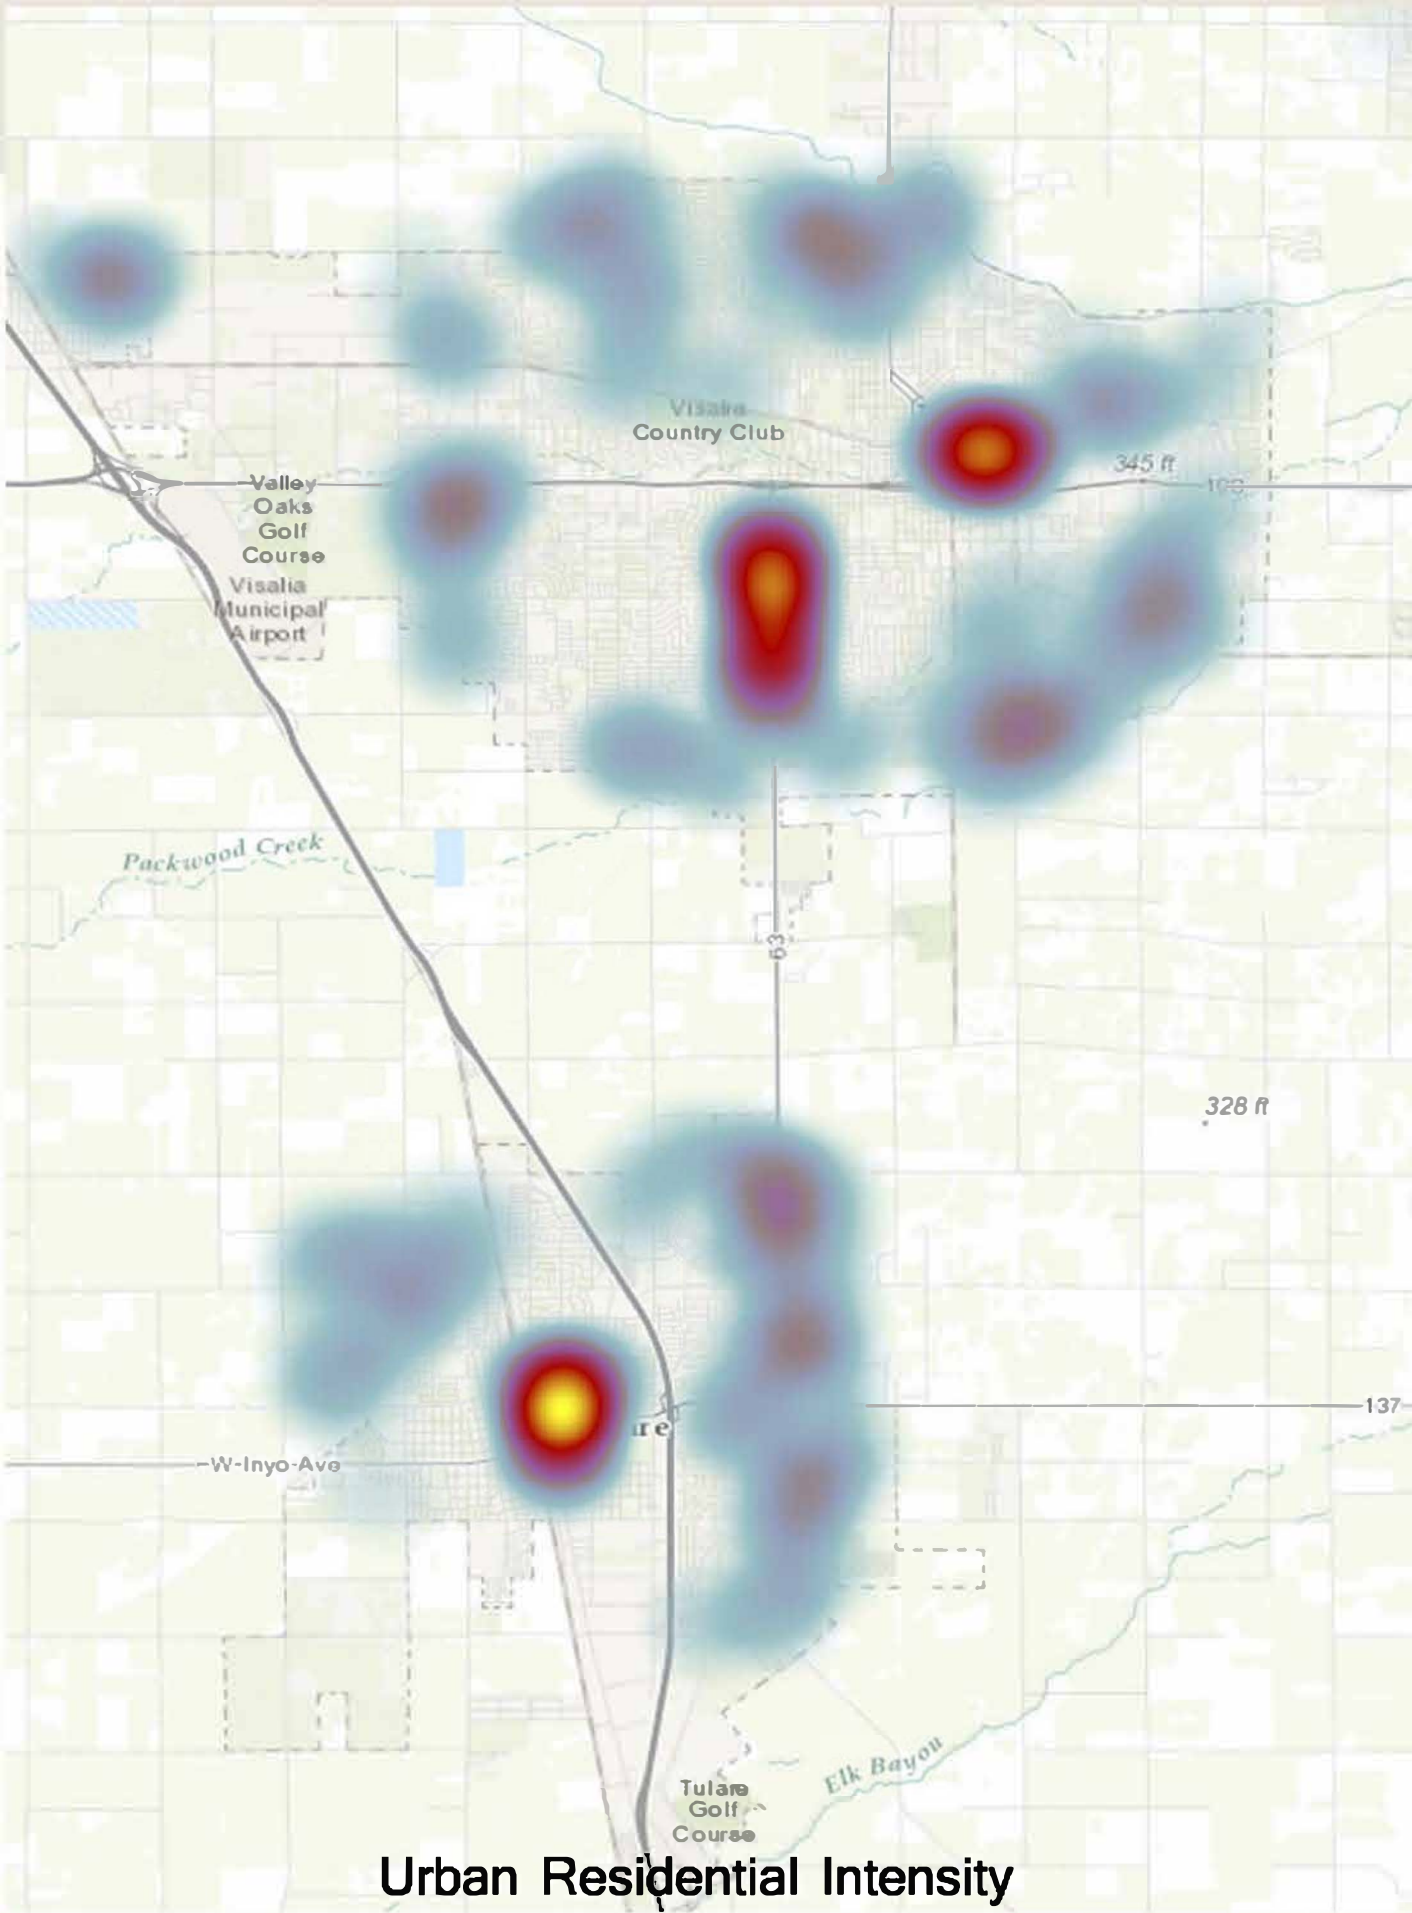 Country Club
345 ft
Valley
Oaks
Golf
Course
Visalia
Municipal
Airport
Packwood Creek
63
328 ft
137
W-Inyo-Ave
Elk Bayou
Tulare
Golf
Course
Urban Residential Intensity